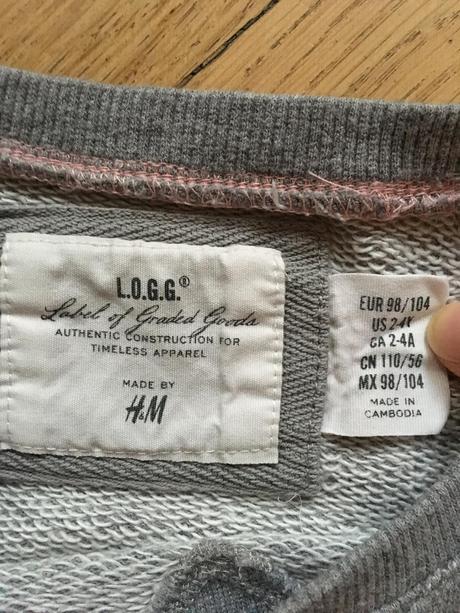 L.O.G.G.®
Label of Graded Goods
AUTHENTIC CONSTRUCTION FOR
TIMELESS APPAREL
MADE BY
H&M
EUR 98/104
US 2-4Y
CA 2-4A
CN 110/56
MX 98/104
MADE IN
CAMBODIA